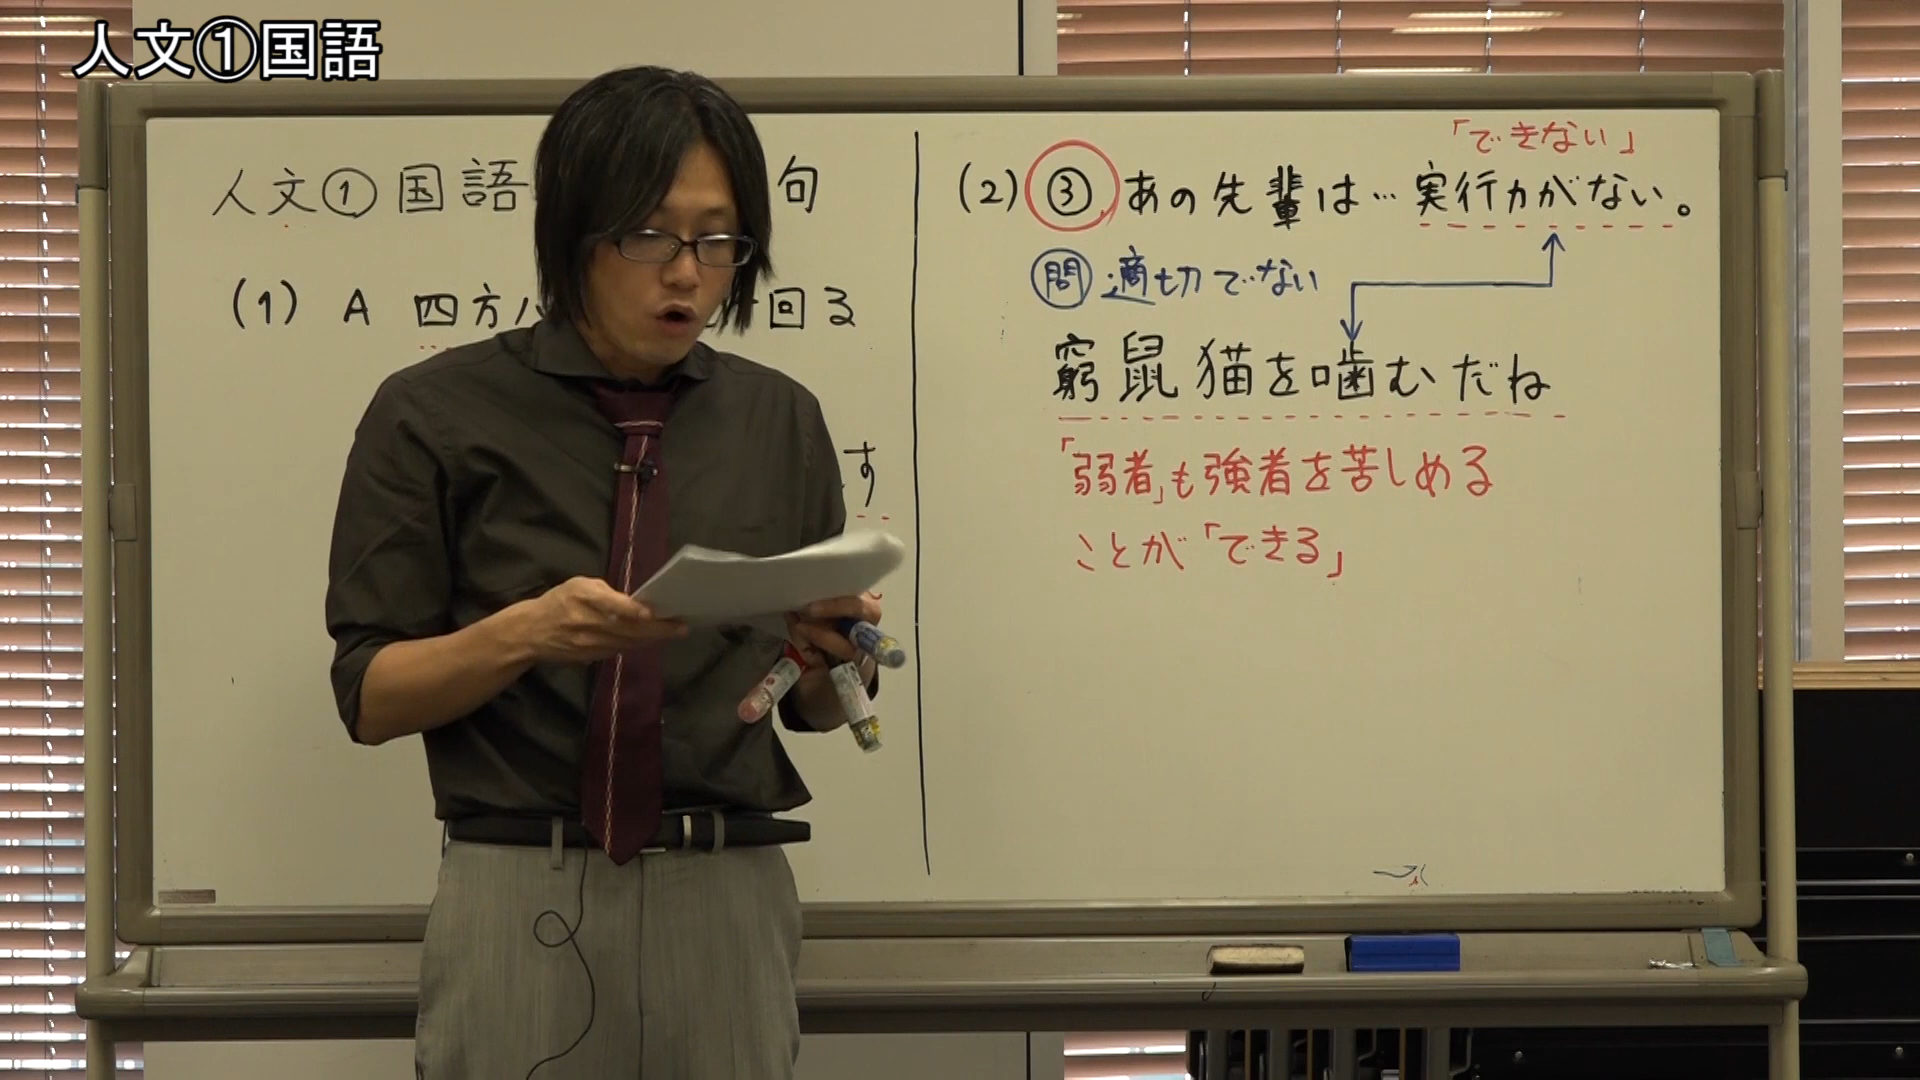 人文①国語
人文① 国語 句
(1) A 四方 回る
す
「できない」
(2) ③ あの先輩は…実行力がない。
問 適切でない
窮鼠猫を噛むだね
「弱者」も強者を苦しめる
ことが「できる」